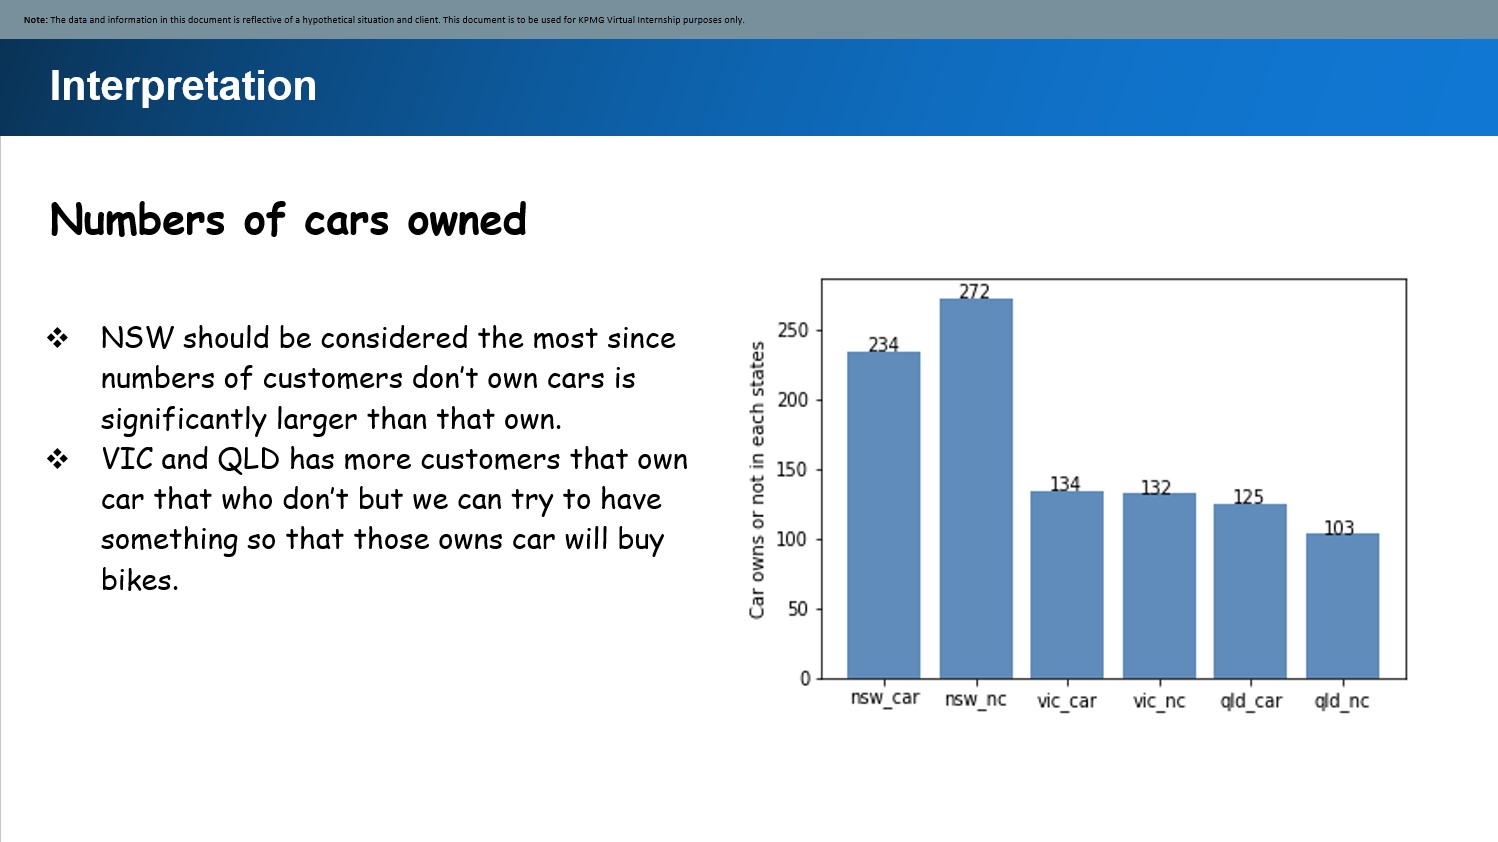 Note: The data and information in this document is reflective of a hypothetical situation and client. This document is to be used for KPMG Virtual Internship purposes only.
Interpretation
Numbers of cars owned
❖ NSW should be considered the most since
numbers of customers don't own cars is
significantly larger than that own.
❖ VIC and QLD has more customers that own
car that who don't but we can try to have
something so that those owns car will buy
bikes.
Car owns or not in each states
250
200
150
100
50
0
234
272
134
132
125
103
nsw_car
nsw_nc
vic_car
vic_nc
qld_car
qld_nc